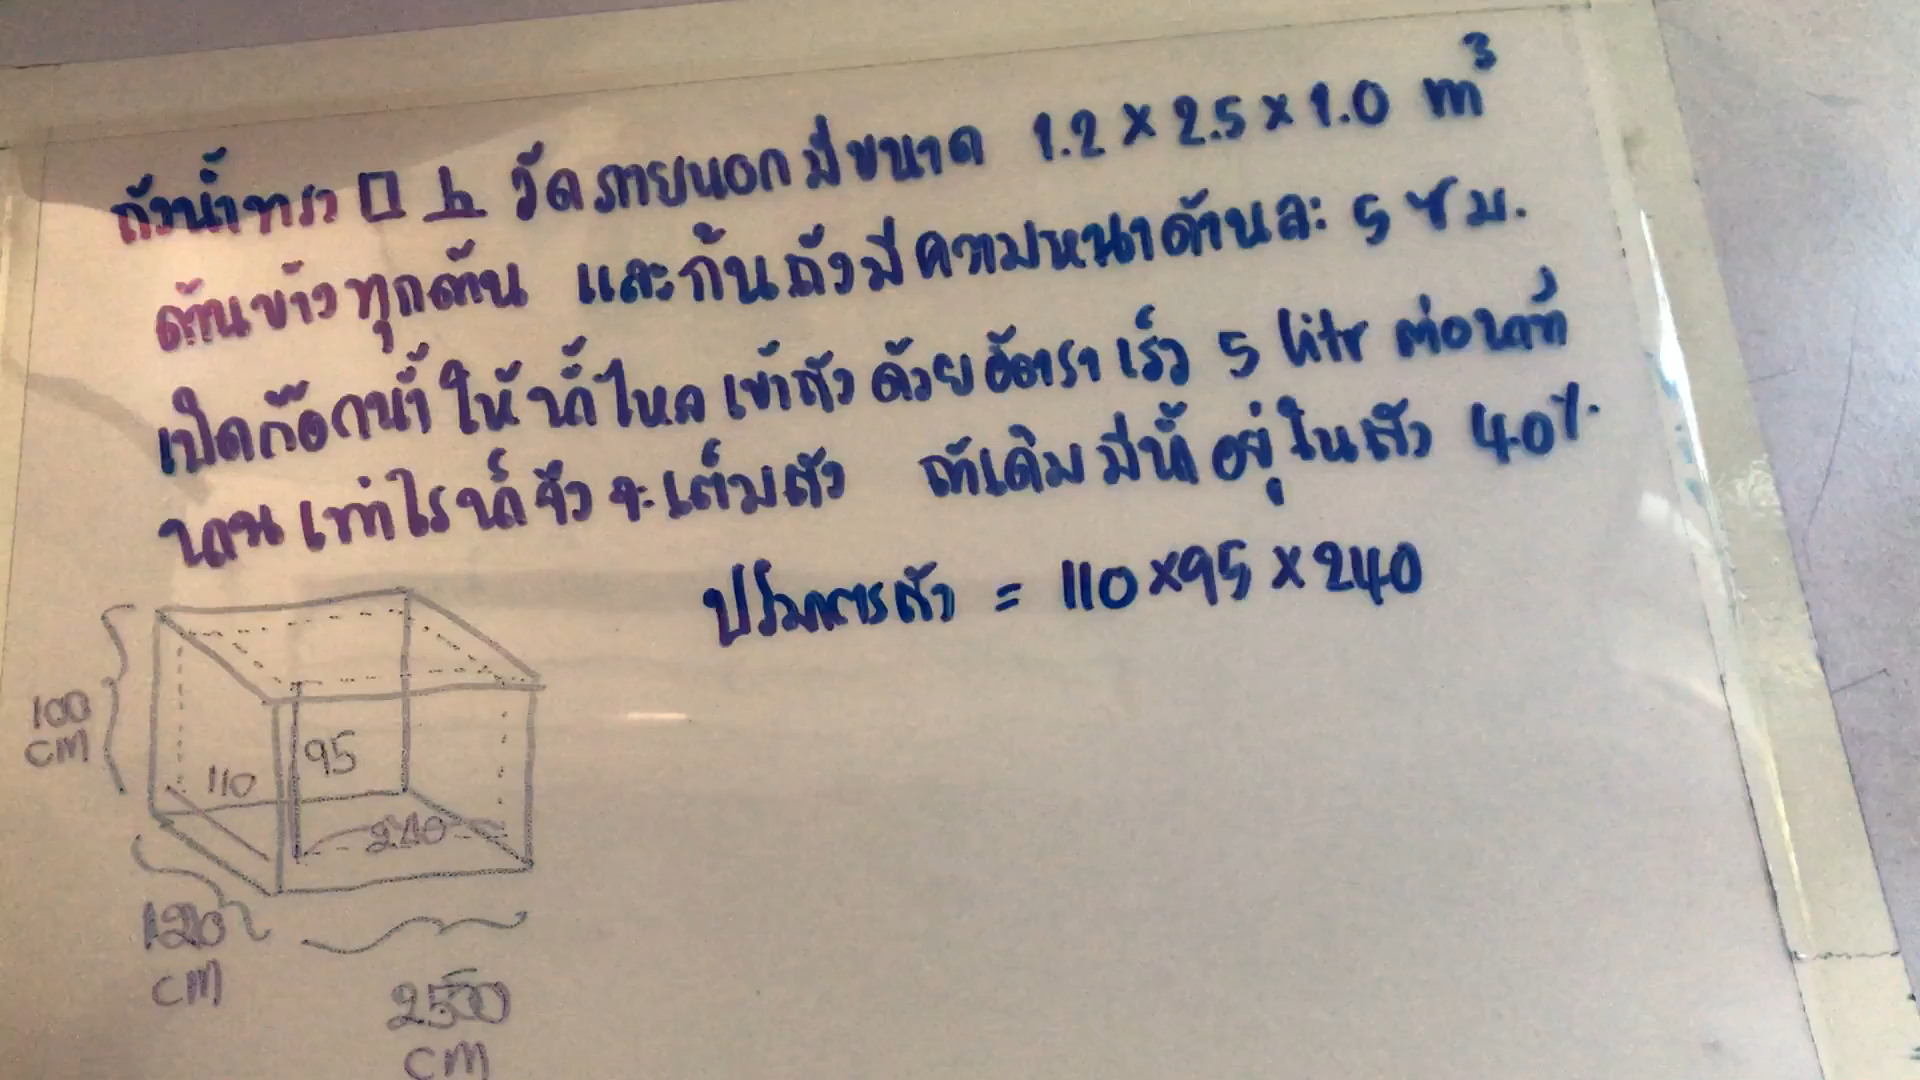 ถังน้ำทรง □ ⊥ วัดภายนอกมีขนาด 1.2 × 2.5 × 1.0 m³
ด้านข้างทุกด้าน และก้นถังมีความหนาด้านละ 5 ซม.
เปิดก๊อกน้ำให้น้ำไหลเข้าถังด้วยอัตราเร็ว 5 litr ต่อนาที
นานเท่าไรน้ำจึงจะเต็มถัง ถ้าเดิมมีน้ำอยู่ในถัง 40%
ปริมาตรถัง = 110 × 95 × 240
100
cm
110
95
240
120
cm
cm